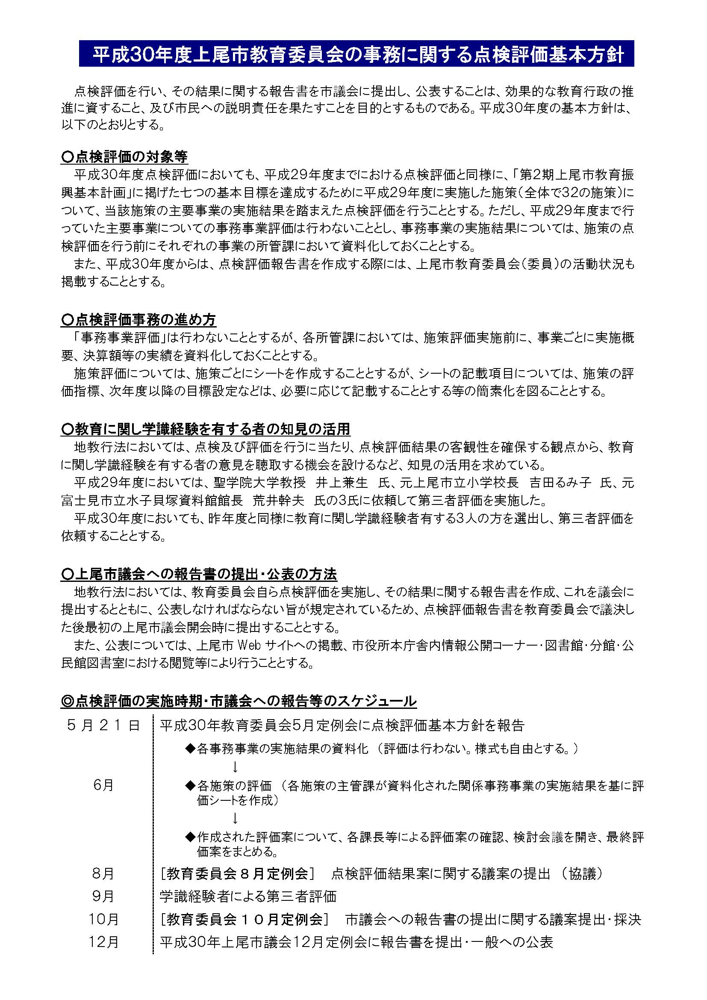 平成30年度上尾市教育委員会の事務に関する点検評価基本方針
点検評価を行い、その結果に関する報告書を市議会に提出し、公表することは、効果的な教育行政の推
進に資すること、及び市民への説明責任を果たすことを目的とするものである。平成30年度の基本方針は、
以下のとおりとする。
○点検評価の対象等
平成30年度点検評価においても、平成29年度までにおける点検評価と同様に、「第2期上尾市教育振
興基本計画」に掲げた七つの基本目標を達成するために平成29年度に実施した施策（全体で32の施策）に
ついて、当該施策の主要事業の実施結果を踏まえた点検評価を行うこととする。ただし、平成29年度まで行
っていた主要事業についての事務事業評価は行わないこととし、事務事業の実施結果については、施策の点
検評価を行う前にそれぞれの事業の所管課において資料化しておくこととする。
また、平成30年度からは、点検評価報告書を作成する際には、上尾市教育委員会（委員）の活動状況も
掲載することとする。
○点検評価事務の進め方
「事務事業評価」は行わないこととするが、各所管課においては、施策評価実施前に、事業ごとに実施概
要、決算額等の実績を資料化しておくこととする。
施策評価については、施策ごとにシートを作成することとするが、シートの記載項目については、施策の評
価指標、次年度以降の目標設定などは、必要に応じて記載することとする等の簡素化を図ることとする。
○教育に関し学識経験を有する者の知見の活用
地教行法においては、点検及び評価を行うに当たり、点検評価結果の客観性を確保する観点から、教育
に関し学識経験を有する者の意見を聴取する機会を設けるなど、知見の活用を求めている。
平成29年度においては、聖学院大学教授　井上兼生　氏、元上尾市立小学校長　吉田るみ子　氏、元
富士見市立水子貝塚資料館館長　荒井幹夫　氏の3氏に依頼して第三者評価を実施した。
平成30年度においても、昨年度と同様に教育に関し学識経験者有する3人の方を選出し、第三者評価を
依頼することとする。
○上尾市議会への報告書の提出・公表の方法
地教行法においては、教育委員会自ら点検評価を実施し、その結果に関する報告書を作成、これを議会に
提出するとともに、公表しなければならない旨が規定されているため、点検評価報告書を教育委員会で議決し
た後最初の上尾市議会開会時に提出することとする。
また、公表については、上尾市 Web サイトへの掲載、市役所本庁舎内情報公開コーナー・図書館・分館・公
民館図書室における閲覧等により行うこととする。
◎点検評価の実施時期・市議会への報告等のスケジュール
5月21日　平成30年教育委員会5月定例会に点検評価基本方針を報告
◆各事務事業の実施結果の資料化　（評価は行わない。様式も自由とする。）
↓
6月　◆各施策の評価　（各施策の主管課が資料化された関係事務事業の実施結果を基に評
価シートを作成）
↓
◆作成された評価案について、各課長等による評価案の確認、検討会議を開き、最終評
価案をまとめる。
8月　［教育委員会８月定例会］　点検評価結果案に関する議案の提出　（協議）
9月　学識経験者による第三者評価
10月　［教育委員会１０月定例会］　市議会への報告書の提出に関する議案提出・採決
12月　平成30年上尾市議会12月定例会に報告書を提出・一般への公表